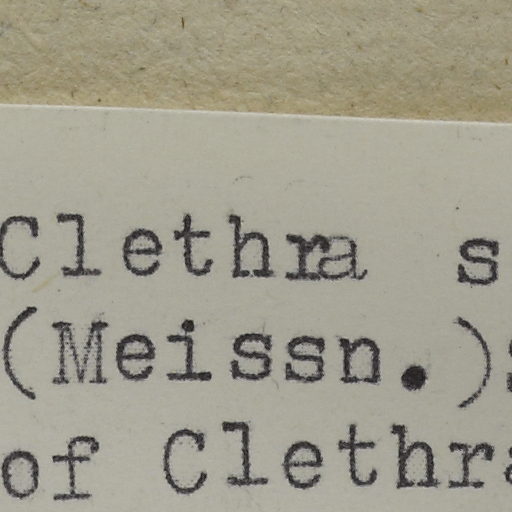 Clethra s
(Meissn.)
of Clethra